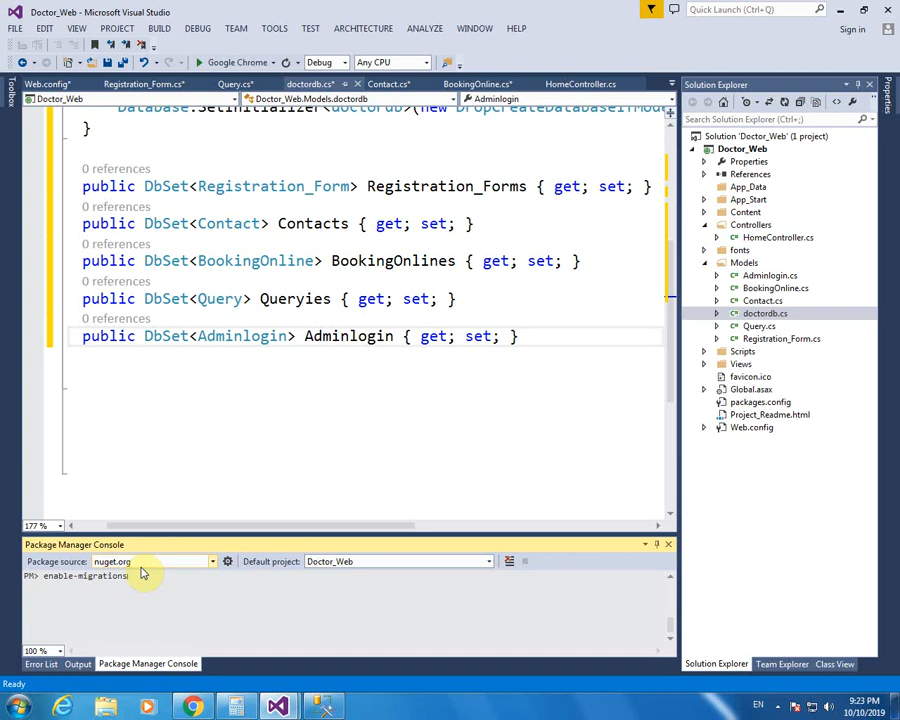 Doctor_Web - Microsoft Visual Studio
Quick Launch (Ctrl+Q)
FILE EDIT VIEW PROJECT BUILD DEBUG TEAM TOOLS ARCHITECTURE ANALYZE WINDOW HELP
Sign in
Google Chrome Debug Any CPU
Toolbox
Web.config* Registration_Form.cs* Query.cs* doctordb.cs* Contact.cs* BookingOnline.cs* HomeController.cs
Doctor_Web Doctor_Web.Models.doctordb Adminlogin
}
0 references
public DbSet<Registration_Form> Registration_Forms { get; set; }
0 references
public DbSet<Contact> Contacts { get; set; }
0 references
public DbSet<BookingOnline> BookingOnlines { get; set; }
0 references
public DbSet<Query> Queryies { get; set; }
0 references
public DbSet<Adminlogin> Adminlogin { get; set; }
177 %
Package Manager Console
Package source: nuget.org Default project: Doctor_Web
PM> enable-migrations
100 %
Error List Output Package Manager Console
Solution Explorer
Search Solution Explorer (Ctrl+;)
Solution 'Doctor_Web' (1 project)
Doctor_Web
Properties
References
App_Data
App_Start
Content
Controllers
HomeController.cs
fonts
Models
Adminlogin.cs
BookingOnline.cs
Contact.cs
doctordb.cs
Query.cs
Registration_Form.cs
Scripts
Views
favicon.ico
Global.asax
packages.config
Project_Readme.html
Web.config
Solution Explorer Team Explorer Class View
Properties
Ready
EN
9:23 PM
10/10/2019